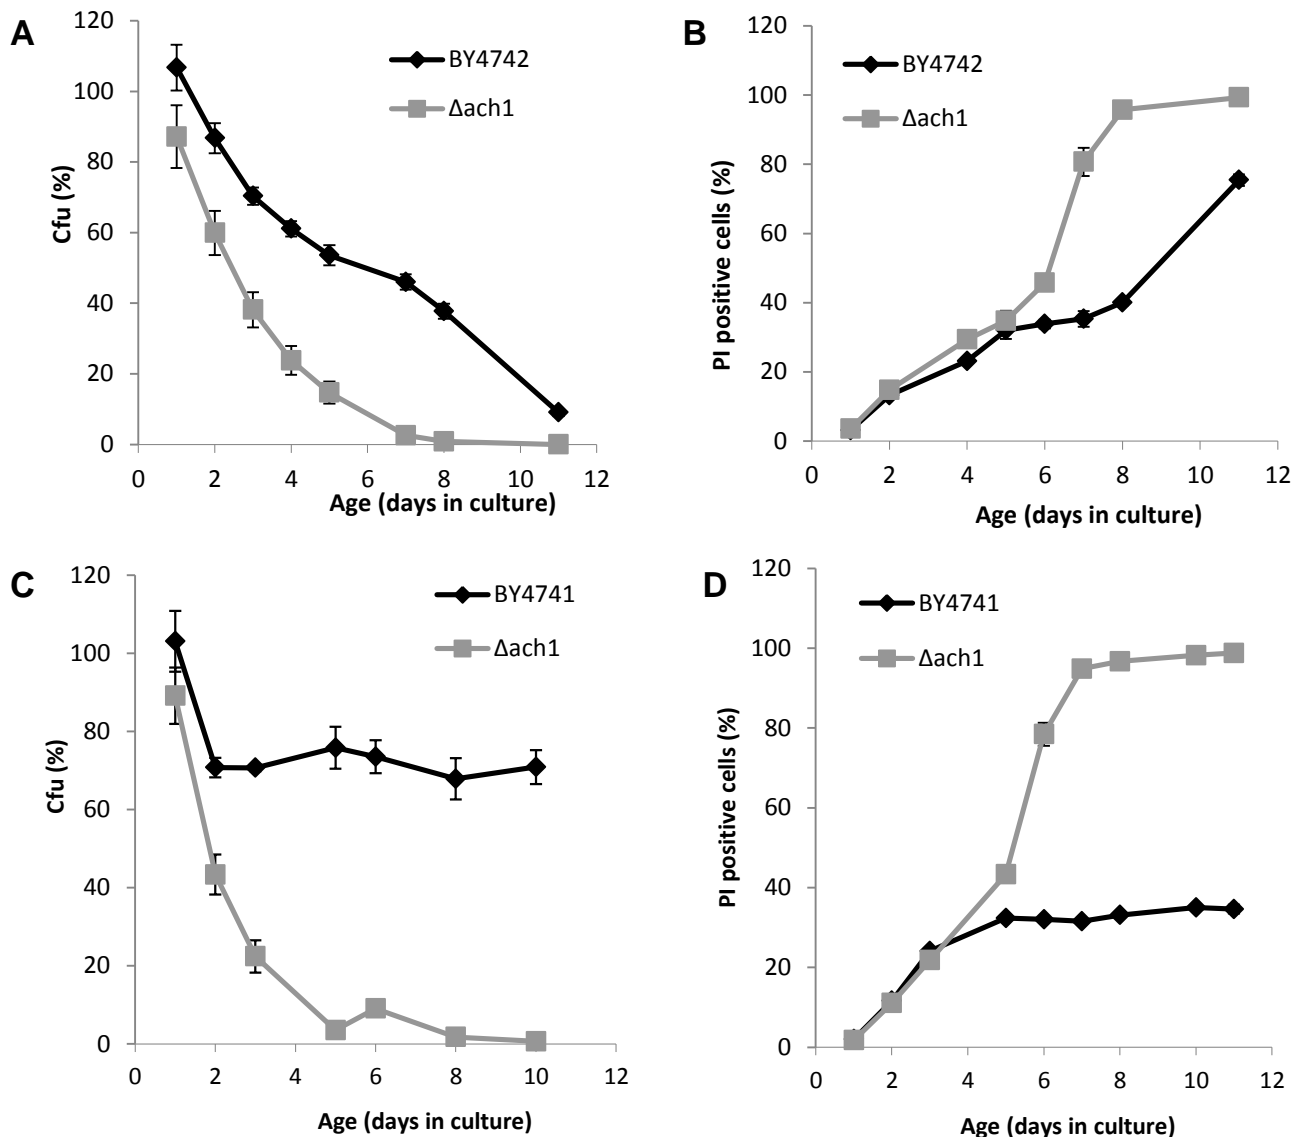 A
120
100
80
60
40
20
0
Cfu (%)
BY4742
Δach1
0 2 4 6 8 10 12
Age (days in culture)
B
120
100
80
60
40
20
0
PI positive cells (%)
BY4742
Δach1
0 2 4 6 8 10 12
Age (days in culture)
C
120
100
80
60
40
20
0
Cfu (%)
BY4741
Δach1
0 2 4 6 8 10 12
Age (days in culture)
D
120
100
80
60
40
20
0
PI positive cells (%)
BY4741
Δach1
0 2 4 6 8 10 12
Age (days in culture)